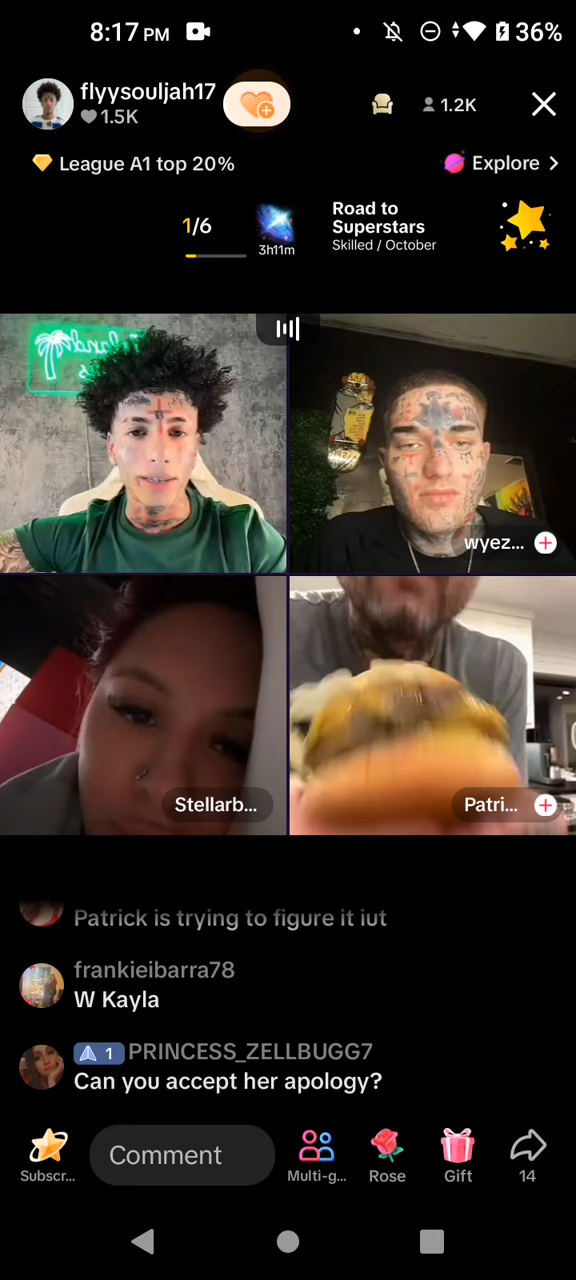 8:17 PM
36%
flyysouljah17
1.5K
1.2K
League A1 top 20%
Explore
1/6
3h11m
Road to
Superstars
Skilled / October
wyez...
Stellarb...
Patri...
Patrick is trying to figure it iut
frankieibarra78
W Kayla
1 PRINCESS_ZELLBUGG7
Can you accept her apology?
Comment
Subscr...
Multi-g...
Rose
Gift
14